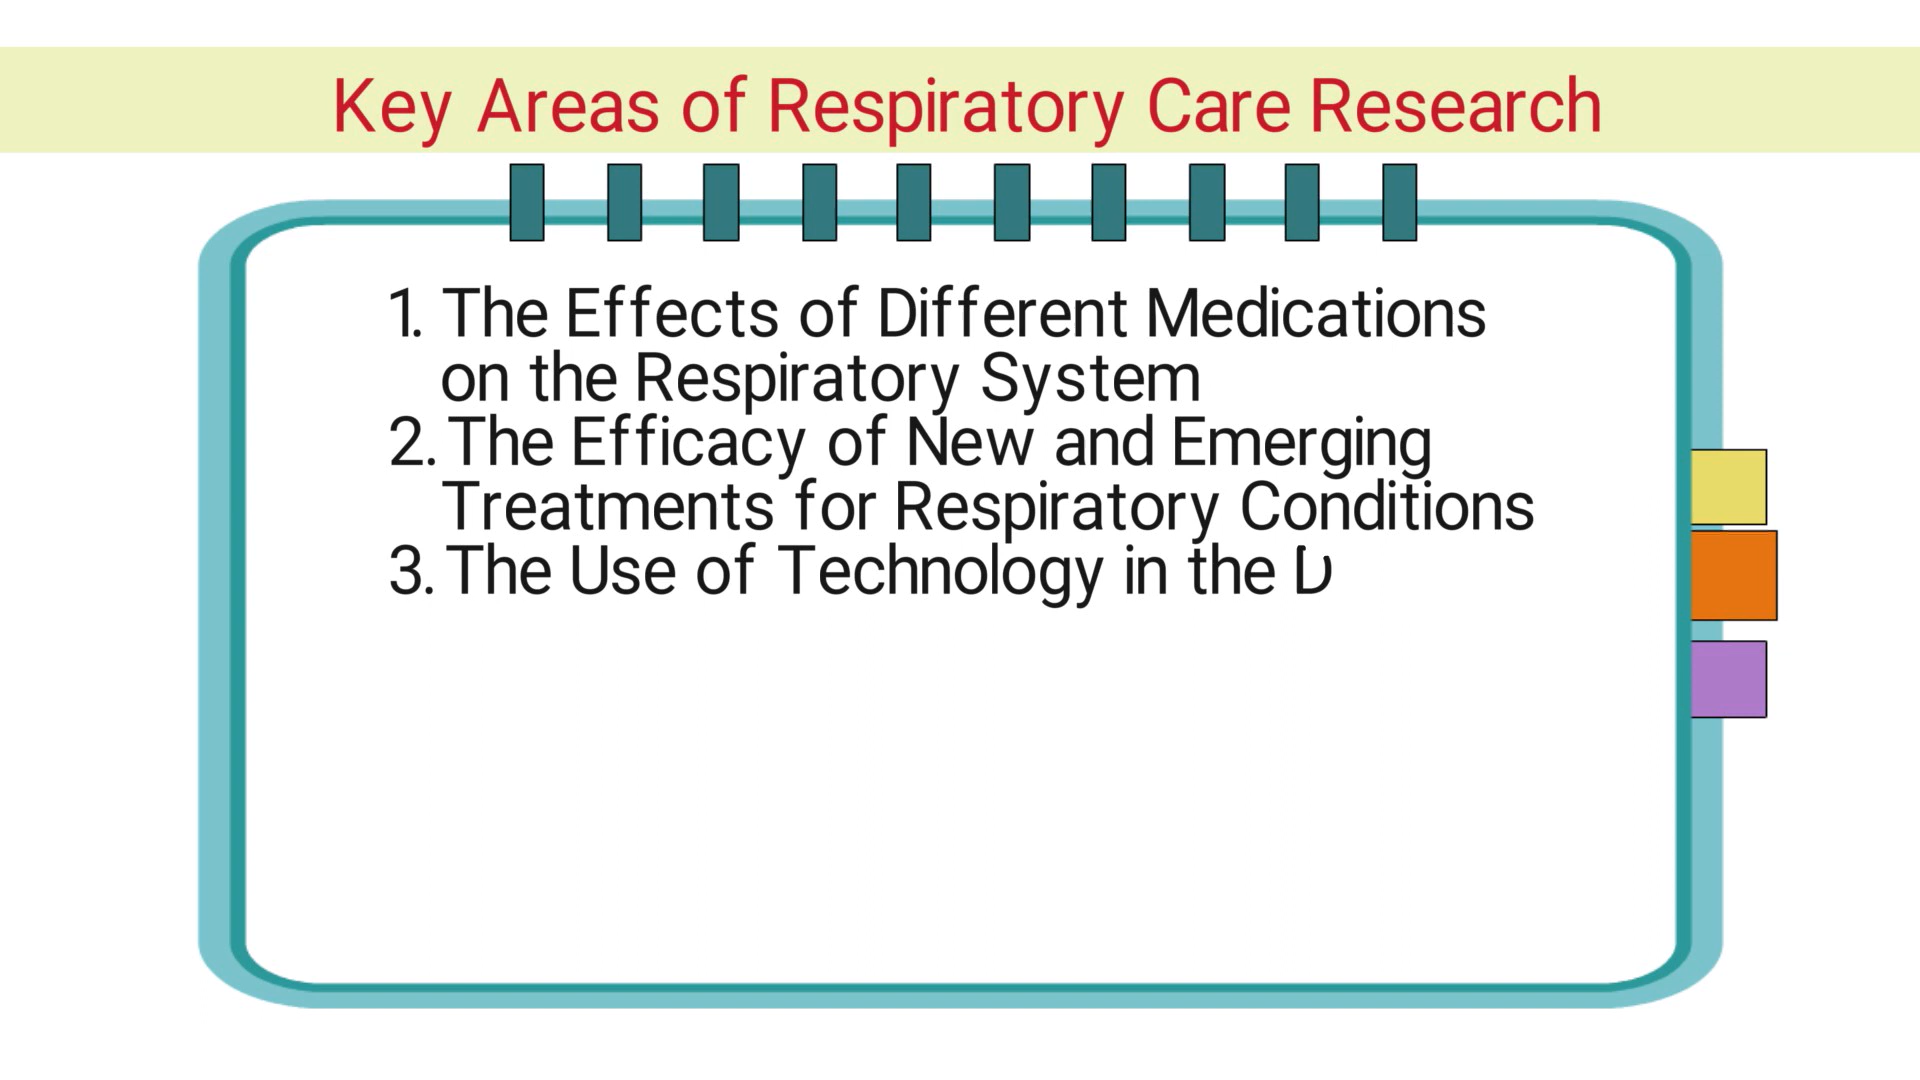 Key Areas of Respiratory Care Research
1. The Effects of Different Medications
on the Respiratory System
2. The Efficacy of New and Emerging
Treatments for Respiratory Conditions
3. The Use of Technology in the